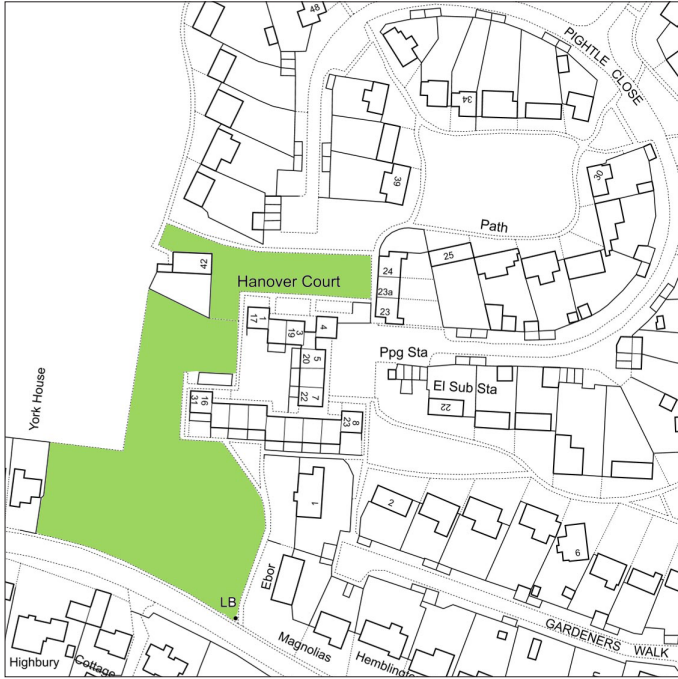 48
PIGHTLE CLOSE
34
39
30
Path
25
42
Hanover Court
24
23a
23
17 1
19 3
4
Ppg Sta
20 5
El Sub Sta
22 7
22
York House
31 16
23 8
1
2
6
Ebor
LB
GARDENERS WALK
Magnolias
Hemblington
Highbury
Cottage